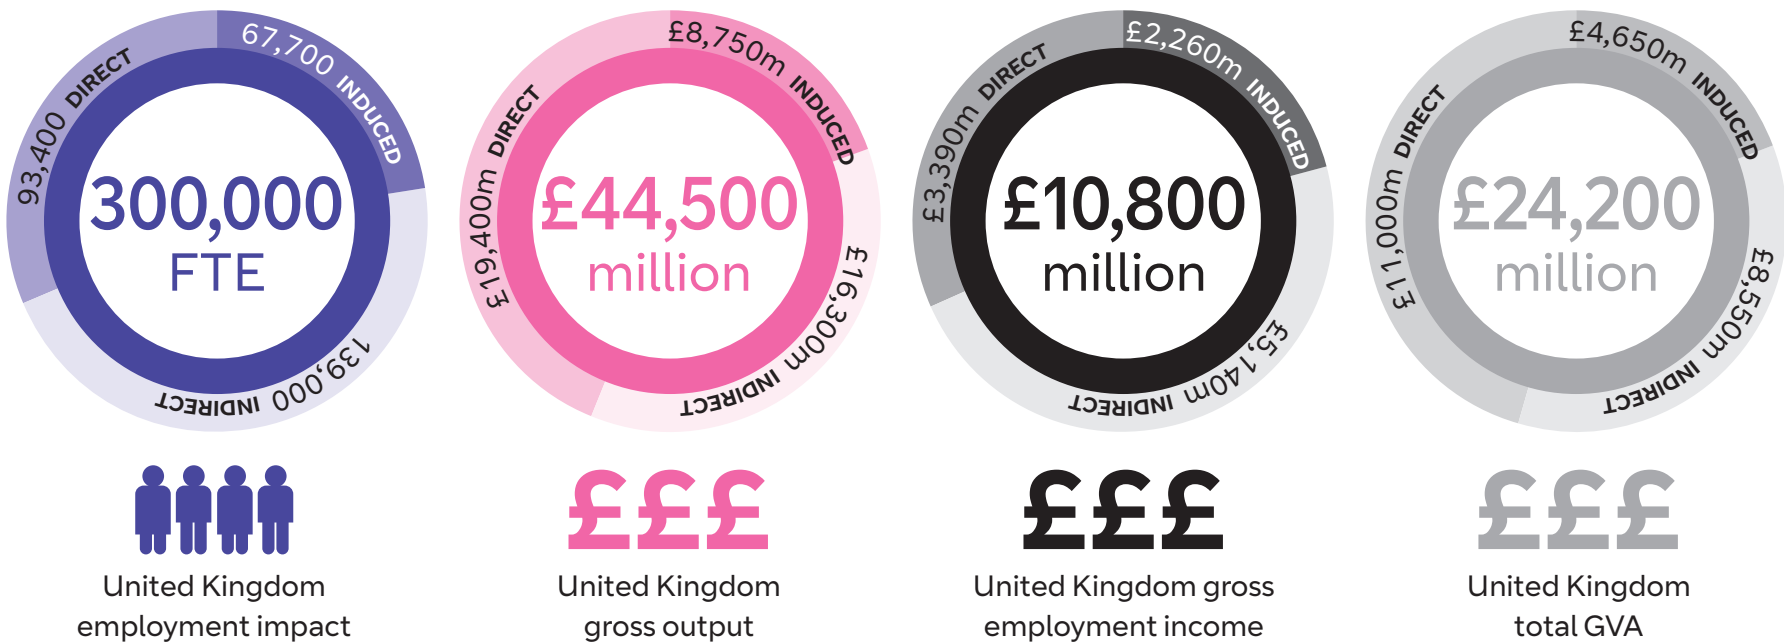 93,400 DIRECT
67,700 INDUCED
139,000 INDIRECT
300,000
FTE
United Kingdom
employment impact
£19,400m DIRECT
£8,750m INDUCED
£16,300m INDIRECT
£44,500
million
£££
United Kingdom
gross output
£3,390m DIRECT
£2,260m INDUCED
£5,140m INDIRECT
£10,800
million
£££
United Kingdom gross
employment income
£11,000m DIRECT
£4,650m INDUCED
£8,550m INDIRECT
£24,200
million
£££
United Kingdom
total GVA